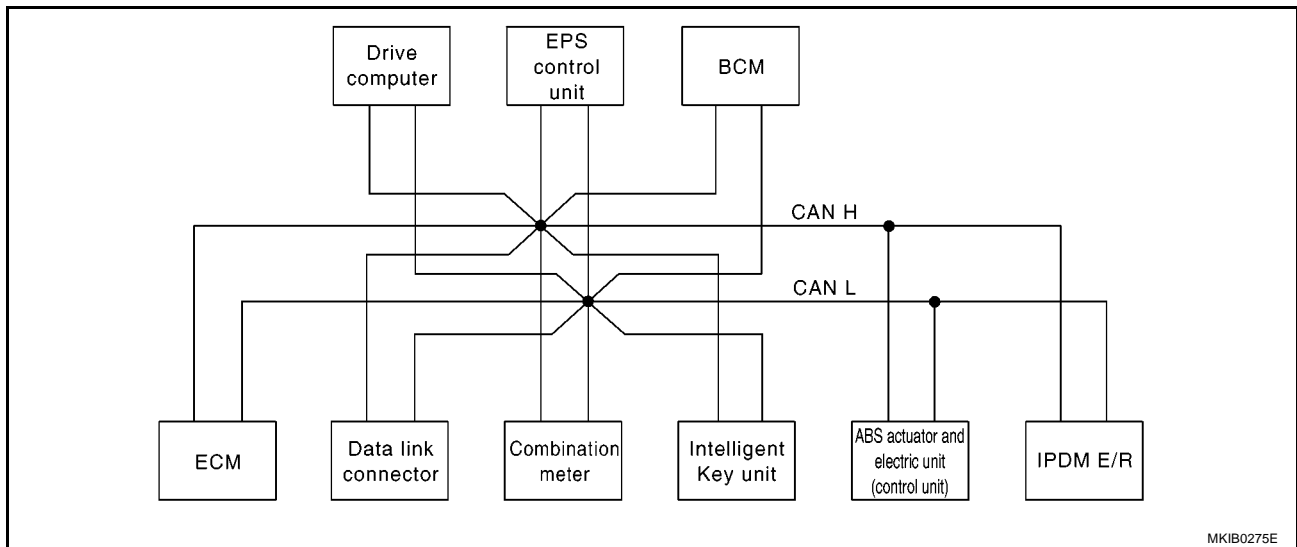 Drive
computer
EPS
control
unit
BCM
CAN H
CAN L
ECM
Data link
connector
Combination
meter
Intelligent
Key unit
ABS actuator and
electric unit
(control unit)
IPDM E/R
MKIB0275E